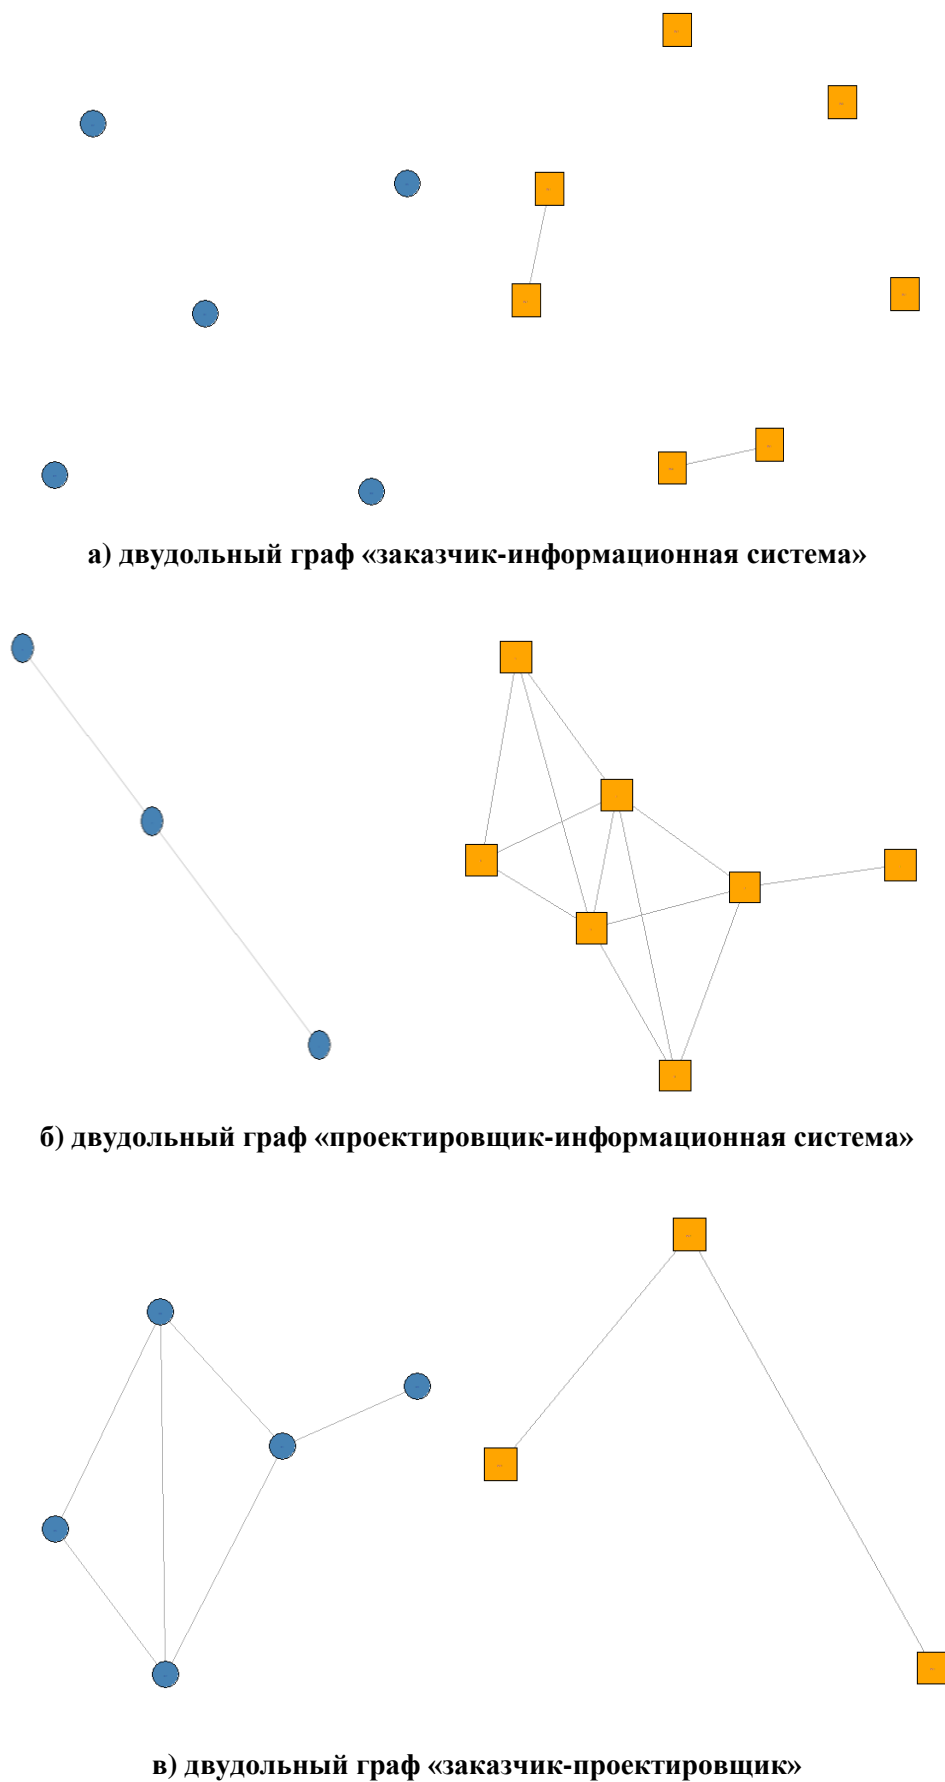 а) двудольный граф «заказчик-информационная система»
б) двудольный граф «проектировщик-информационная система»
в) двудольный граф «заказчик-проектировщик»